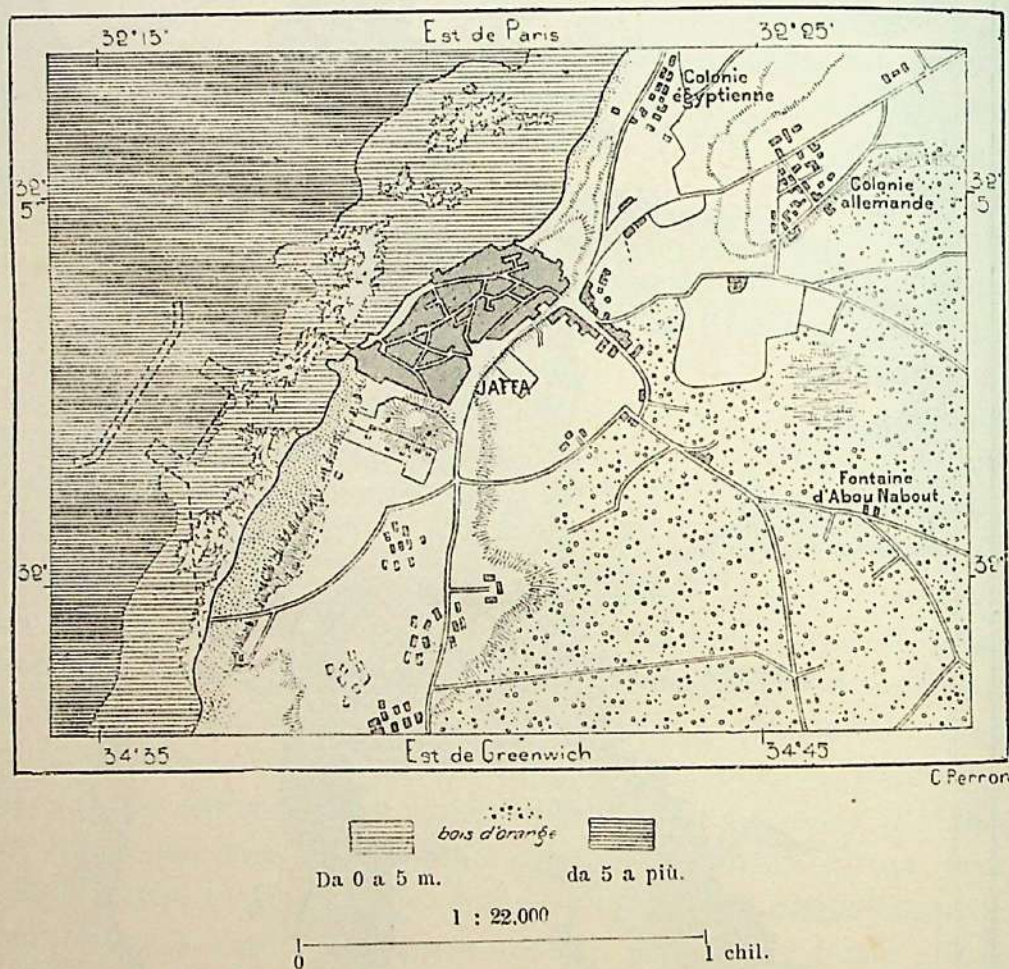 32°15' Est de Paris 32°25'
Colonie
égyptienne
32°
5'
Colonie
allemande
32°
5
JAFFA
Fontaine
d'Abou Nabout
32°
32°
34°35 Est de Greenwich 34°45
C. Perron
bois d'orange
Da 0 a 5 m. da 5 a più.
1 : 22,000
0 1 chil.